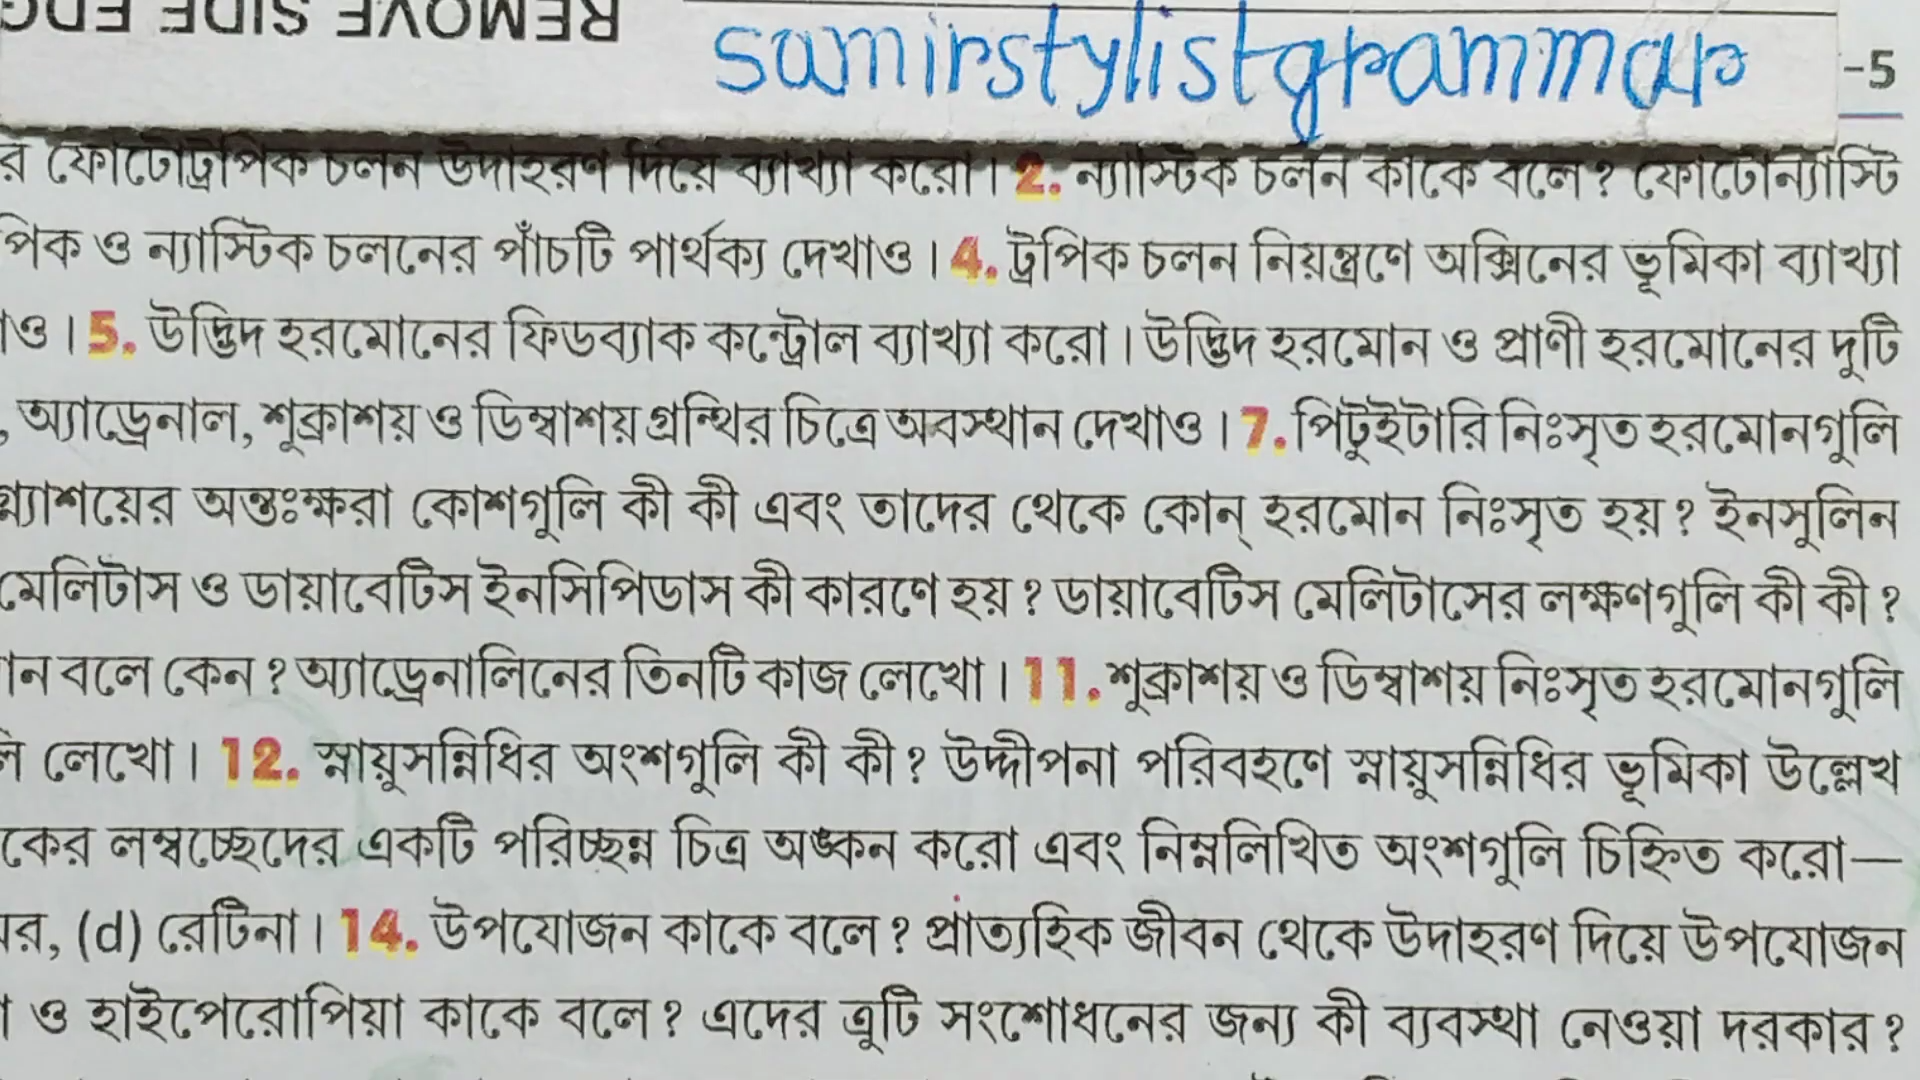 REMOVE SIDE EDG
samirstylistgrammar
-5
র ফোটোট্রপিক চলন উদাহরণ দিয়ে ব্যাখ্যা করো। 2. ন্যাস্টিক চলন কাকে বলে? ফোটোন্যাস্টি
পিক ও ন্যাস্টিক চলনের পাঁচটি পার্থক্য দেখাও। 4. ট্রপিক চলন নিয়ন্ত্রণে অক্সিনের ভূমিকা ব্যাখ্যা
াও। 5. উদ্ভিদ হরমোনের ফিডব্যাক কন্ট্রোল ব্যাখ্যা করো। উদ্ভিদ হরমোন ও প্রাণী হরমোনের দুটি
, অ্যাড্রেনাল, শুক্রাশয় ও ডিম্বাশয় গ্রন্থির চিত্রে অবস্থান দেখাও। 7. পিটুইটারি নিঃসৃত হরমোনগুলি
গ্ন্যাশয়ের অন্তঃক্ষরা কোশগুলি কী কী এবং তাদের থেকে কোন্ হরমোন নিঃসৃত হয়? ইনসুলিন
মেলিটাস ও ডায়াবেটিস ইনসিপিডাস কী কারণে হয়? ডায়াবেটিস মেলিটাসের লক্ষণগুলি কী কী?
ান বলে কেন? অ্যাড্রেনালিনের তিনটি কাজ লেখো। 11. শুক্রাশয় ও ডিম্বাশয় নিঃসৃত হরমোনগুলি
লি লেখো। 12. স্নায়ুসন্নিধির অংশগুলি কী কী? উদ্দীপনা পরিবহণে স্নায়ুসন্নিধির ভূমিকা উল্লেখ
কের লম্বচ্ছেদের একটি পরিচ্ছন্ন চিত্র অঙ্কন করো এবং নিম্নলিখিত অংশগুলি চিহ্নিত করো—
র, (d) রেটিনা। 14. উপযোজন কাকে বলে? প্রাত্যহিক জীবন থেকে উদাহরণ দিয়ে উপযোজন
ও হাইপেরোপিয়া কাকে বলে? এদের ত্রুটি সংশোধনের জন্য কী ব্যবস্থা নেওয়া দরকার?